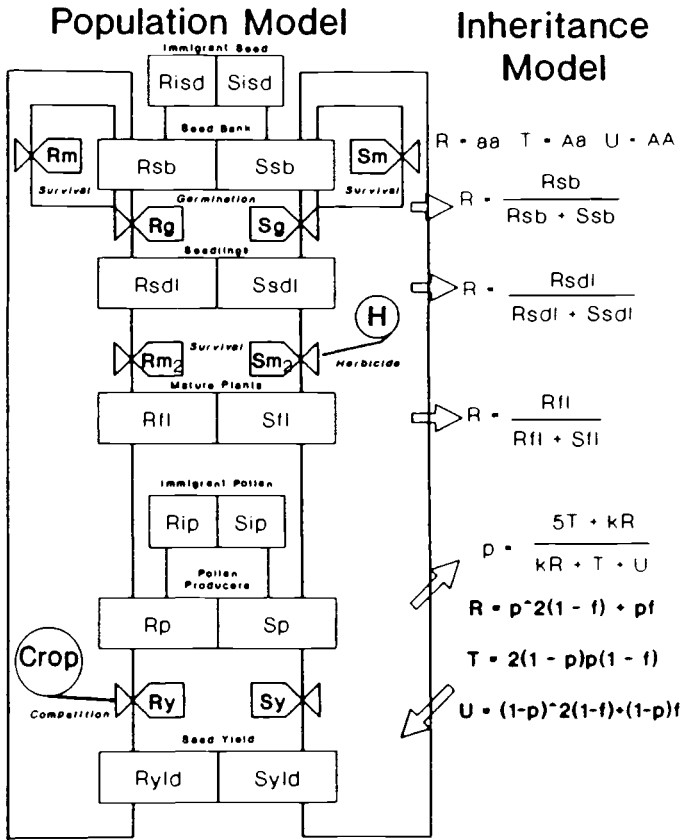 Population Model
Inheritance
Model
Immigrant Seed
Risd Sisd
Seed Bank
Rm
Sm
Rsb Ssb
Survival
Survival
Germination
Rg Sg
Seedlings
Rsdl Ssdl
H
Survival
Rm2 Sm2
Herbicide
Mature Plants
Rfl Sfl
Immigrant Pollen
Rip Sip
Pollen
Producers
Rp Sp
Crop
Competition
Ry Sy
Seed Yield
Ryld Syld
R = aa T = Aa U = AA
R = Rsb
Rsb + Ssb
R = Rsdl
Rsdl + Ssdl
R = Rfl
Rfl + Sfl
p = 5T + kR
kR + T + U
R = p^2(1 - f) + pf
T = 2(1 - p)p(1 - f)
U = (1-p)^2(1-f)+(1-p)f